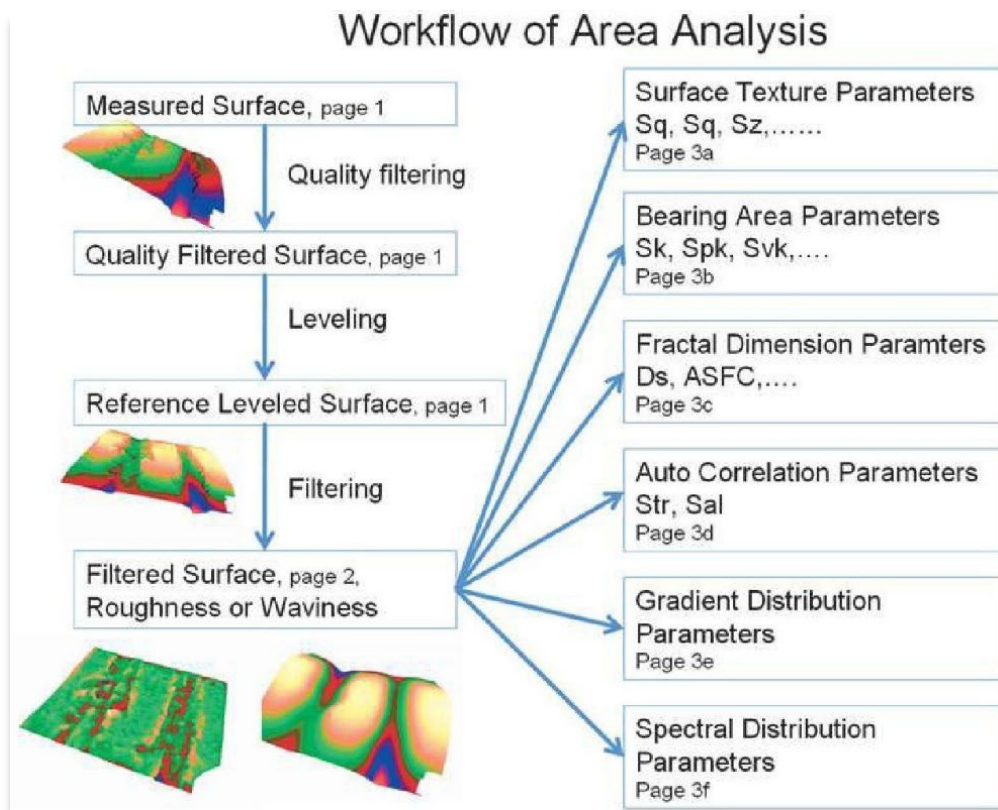 Workflow of Area Analysis
Measured Surface, page 1
Quality filtering
Quality Filtered Surface, page 1
Leveling
Reference Leveled Surface, page 1
Filtering
Filtered Surface, page 2,
Roughness or Waviness
Surface Texture Parameters
Sq, Sq, Sz,......
Page 3a
Bearing Area Parameters
Sk, Spk, Svk,....
Page 3b
Fractal Dimension Paramters
Ds, ASFC,....
Page 3c
Auto Correlation Parameters
Str, Sal
Page 3d
Gradient Distribution
Parameters
Page 3e
Spectral Distribution
Parameters
Page 3f